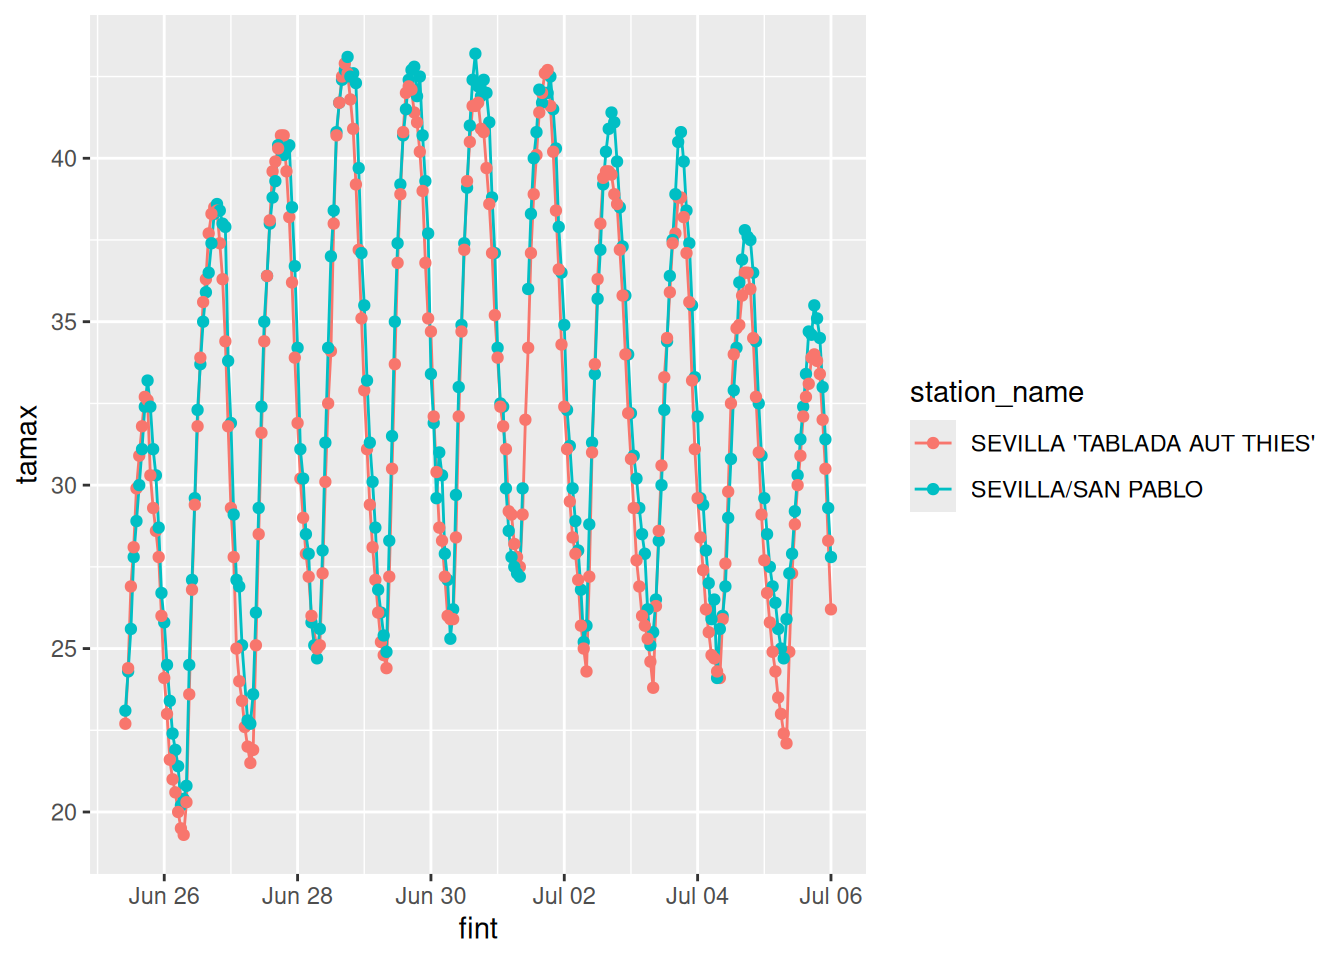 40
35
30
25
20
tamax
Jun 26 Jun 28 Jun 30 Jul 02 Jul 04 Jul 06
fint
station_name
SEVILLA 'TABLADA AUT THIES'
SEVILLA/SAN PABLO